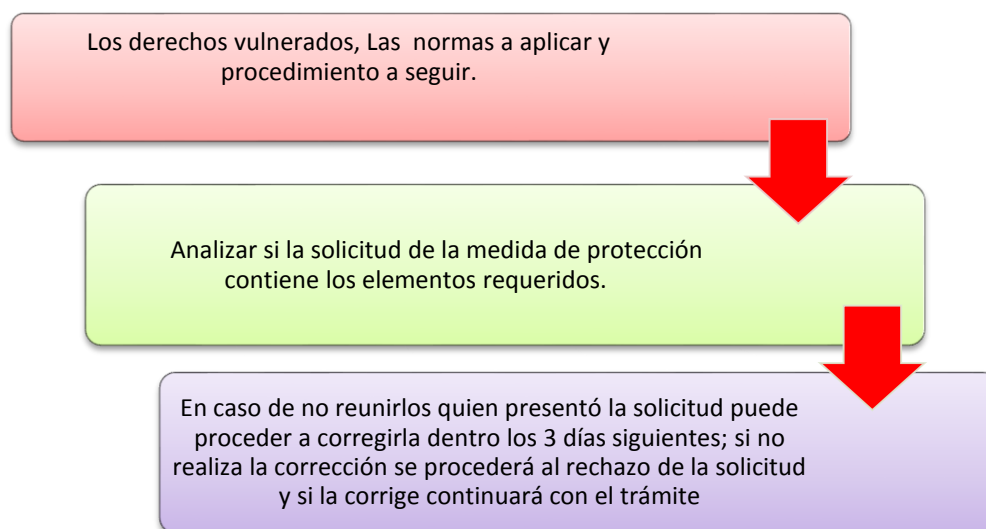 Los derechos vulnerados, Las normas a aplicar y
procedimiento a seguir.
Analizar si la solicitud de la medida de protección
contiene los elementos requeridos.
En caso de no reunirlos quien presentó la solicitud puede
proceder a corregirla dentro los 3 días siguientes; si no
realiza la corrección se procederá al rechazo de la solicitud
y si la corrige continuará con el trámite